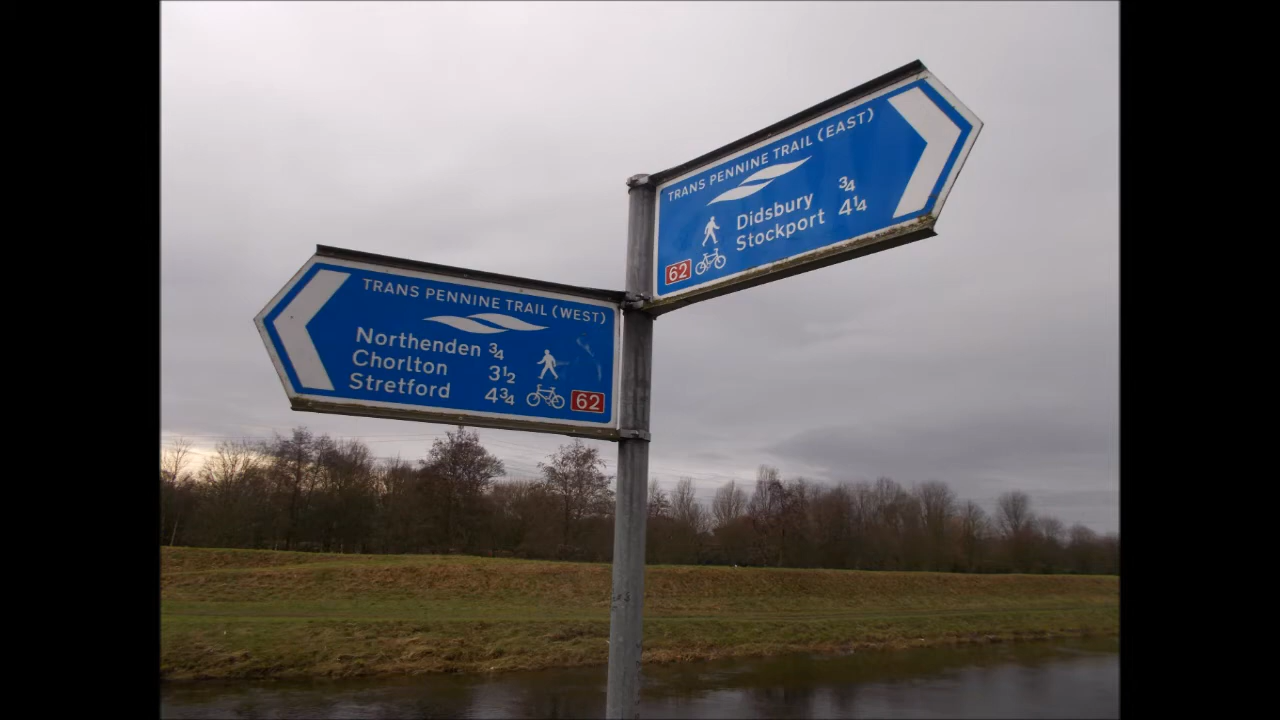 TRANS PENNINE TRAIL (WEST)
Northenden ¾
Chorlton 3½
Stretford 4¾
62
TRANS PENNINE TRAIL (EAST)
Didsbury ¾
Stockport 4¼
62